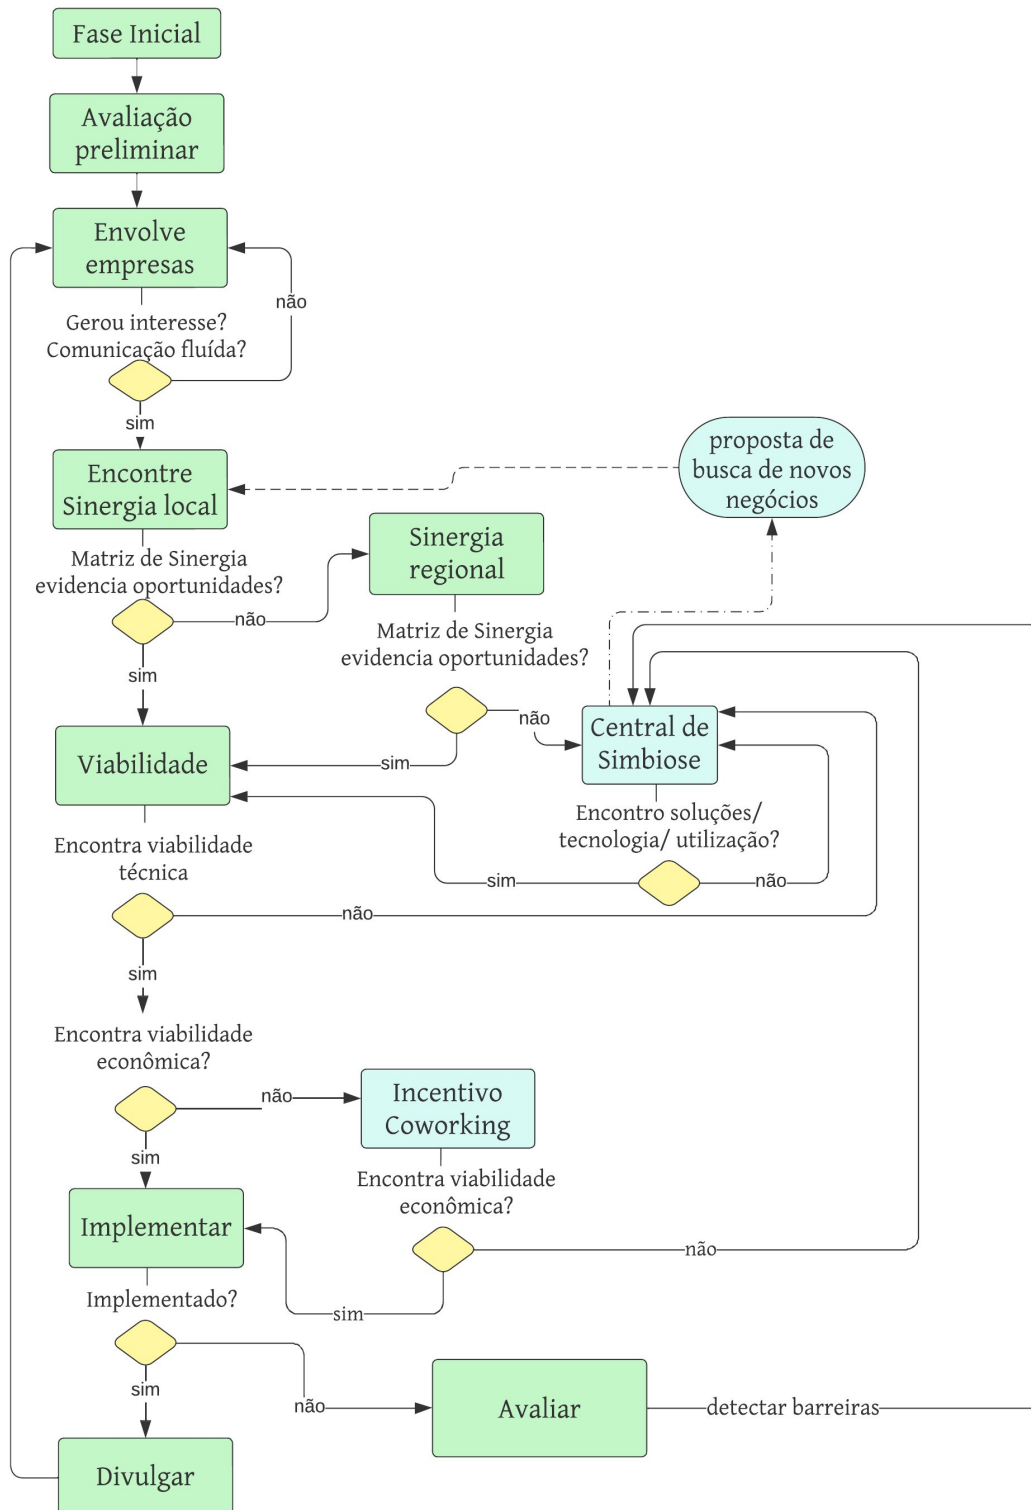 Fase Inicial
Avaliação
preliminar
Envolve
empresas
não
Gerou interesse?
Comunicação fluída?
sim
Encontre
Sinergia local
proposta de
busca de novos
negócios
Matriz de Sinergia
evidencia oportunidades?
não
Sinergia
regional
Matriz de Sinergia
evidencia oportunidades?
sim
não
sim
Viabilidade
Central de
Simbiose
Encontro soluções/
tecnologia/ utilização?
sim
não
Encontra viabilidade
técnica
não
sim
Encontra viabilidade
econômica?
não
Incentivo
Coworking
sim
Encontra viabilidade
econômica?
não
sim
Implementar
Implementado?
sim
não
Avaliar
detectar barreiras
Divulgar